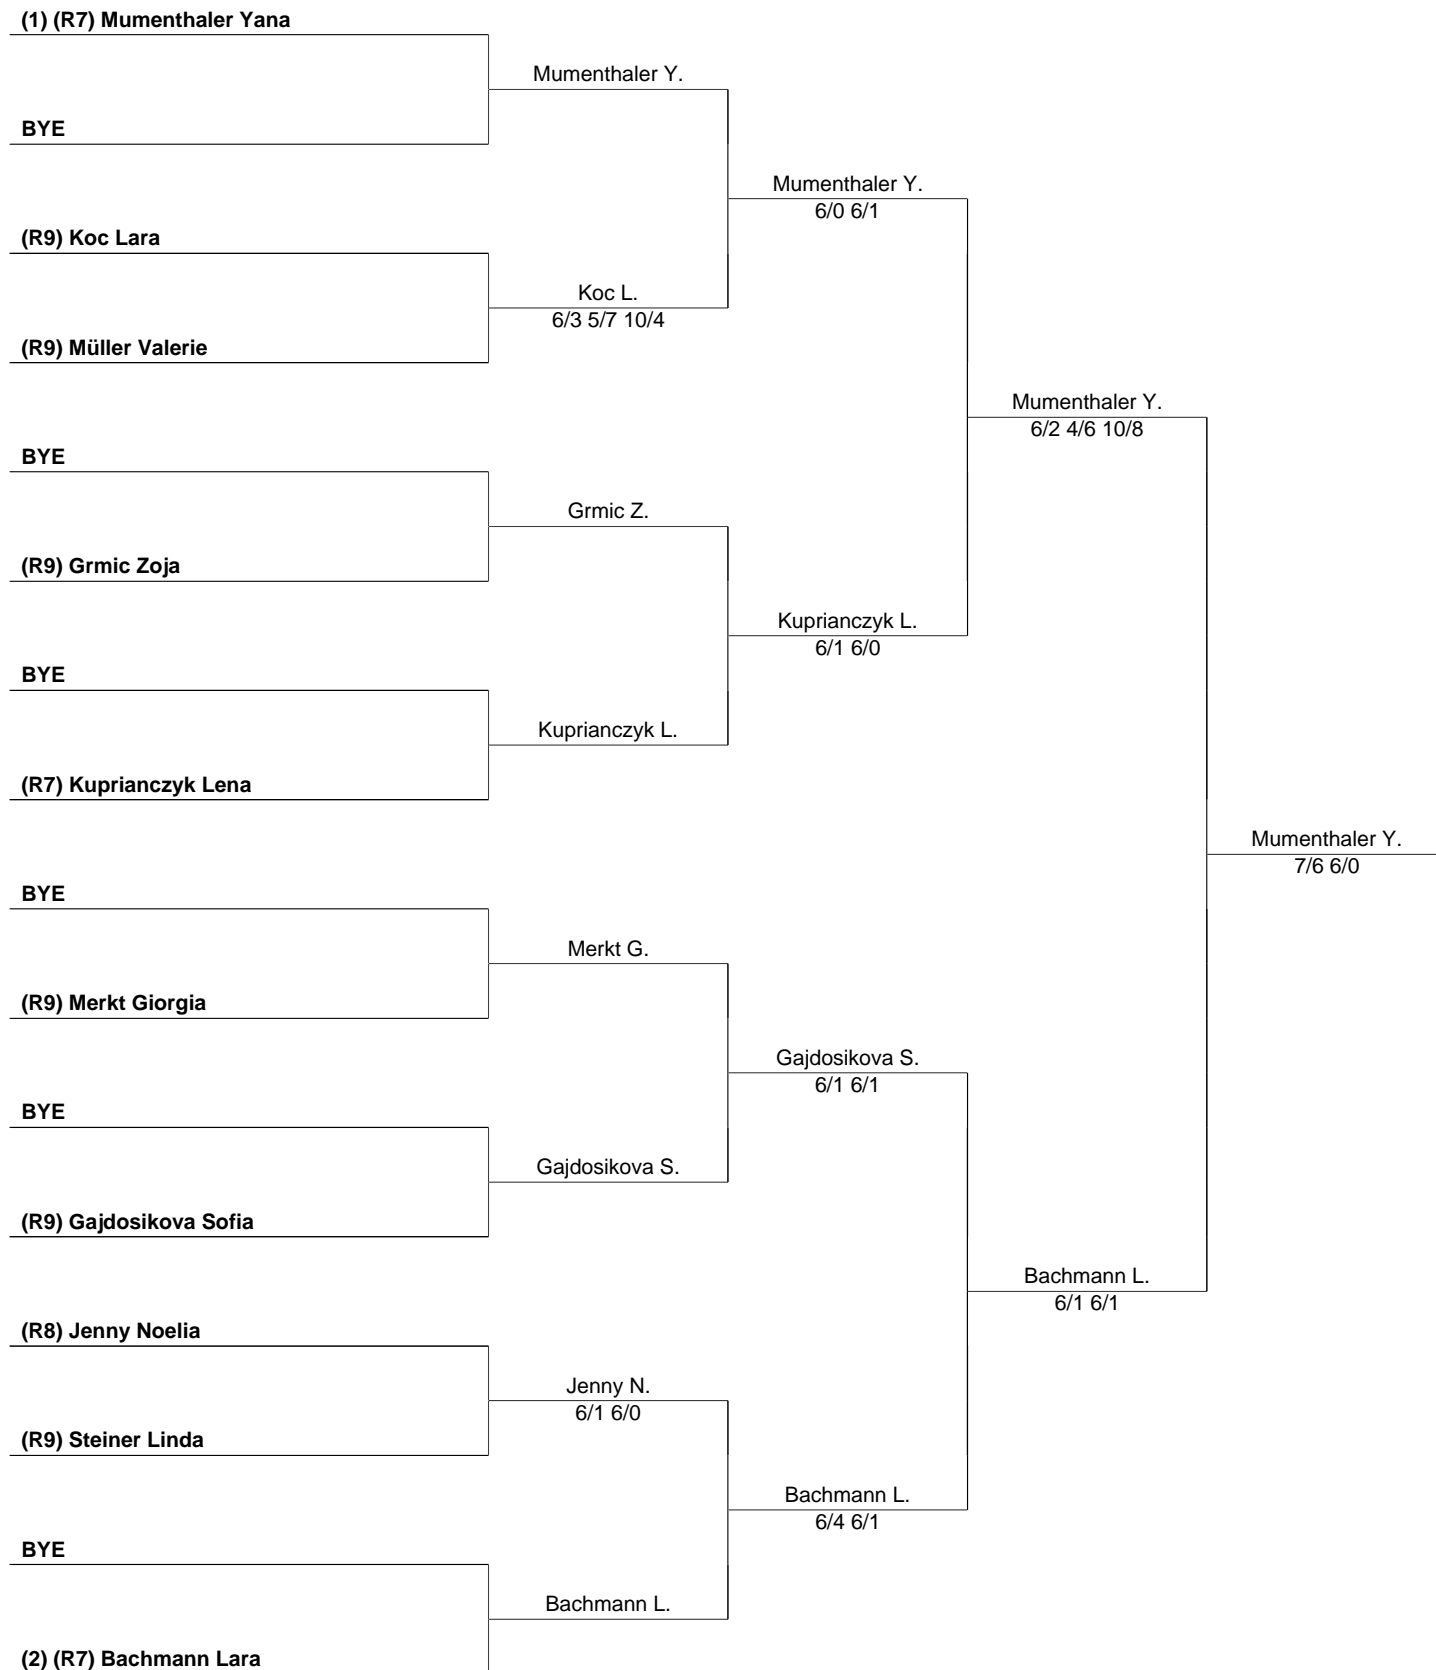 (1) (R7) Mumenthaler Yana
Mumenthaler Y.
BYE
Mumenthaler Y.
6/0 6/1
(R9) Koc Lara
Koc L.
6/3 5/7 10/4
(R9) Müller Valerie
Mumenthaler Y.
6/2 4/6 10/8
BYE
Grmic Z.
(R9) Grmic Zoja
Kuprianczyk L.
6/1 6/0
BYE
Kuprianczyk L.
(R7) Kuprianczyk Lena
Mumenthaler Y.
7/6 6/0
BYE
Merkt G.
(R9) Merkt Giorgia
Gajdosikova S.
6/1 6/1
BYE
Gajdosikova S.
(R9) Gajdosikova Sofia
Bachmann L.
6/1 6/1
(R8) Jenny Noelia
Jenny N.
6/1 6/0
(R9) Steiner Linda
Bachmann L.
6/4 6/1
BYE
Bachmann L.
(2) (R7) Bachmann Lara